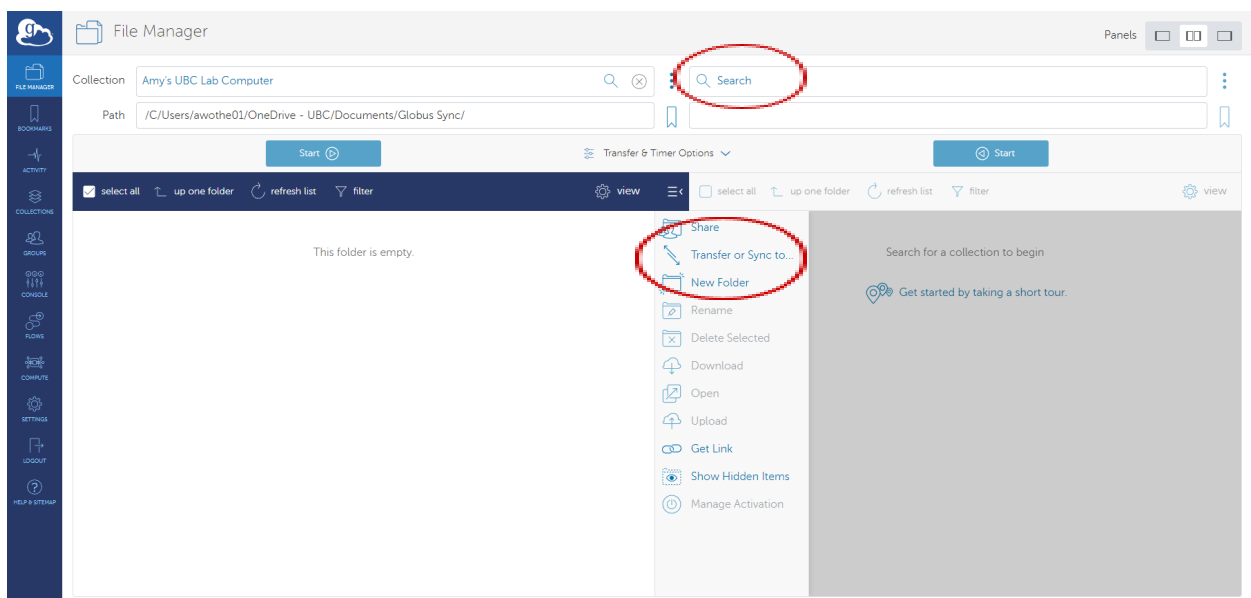 File Manager
Panels
FILE MANAGER
BOOKMARKS
ACTIVITY
COLLECTIONS
GROUPS
CONSOLE
FLOWS
COMPUTE
SETTINGS
LOGOUT
HELP & SITEMAP
Collection Amy's UBC Lab Computer
Search
Path /C/Users/awothe01/OneDrive - UBC/Documents/Globus Sync/
Start Transfer & Timer Options Start
select all up one folder refresh list filter view
select all up one folder refresh list filter view
This folder is empty.
Share
Transfer or Sync to...
New Folder
Rename
Delete Selected
Download
Open
Upload
Get Link
Show Hidden Items
Manage Activation
Search for a collection to begin
Get started by taking a short tour.